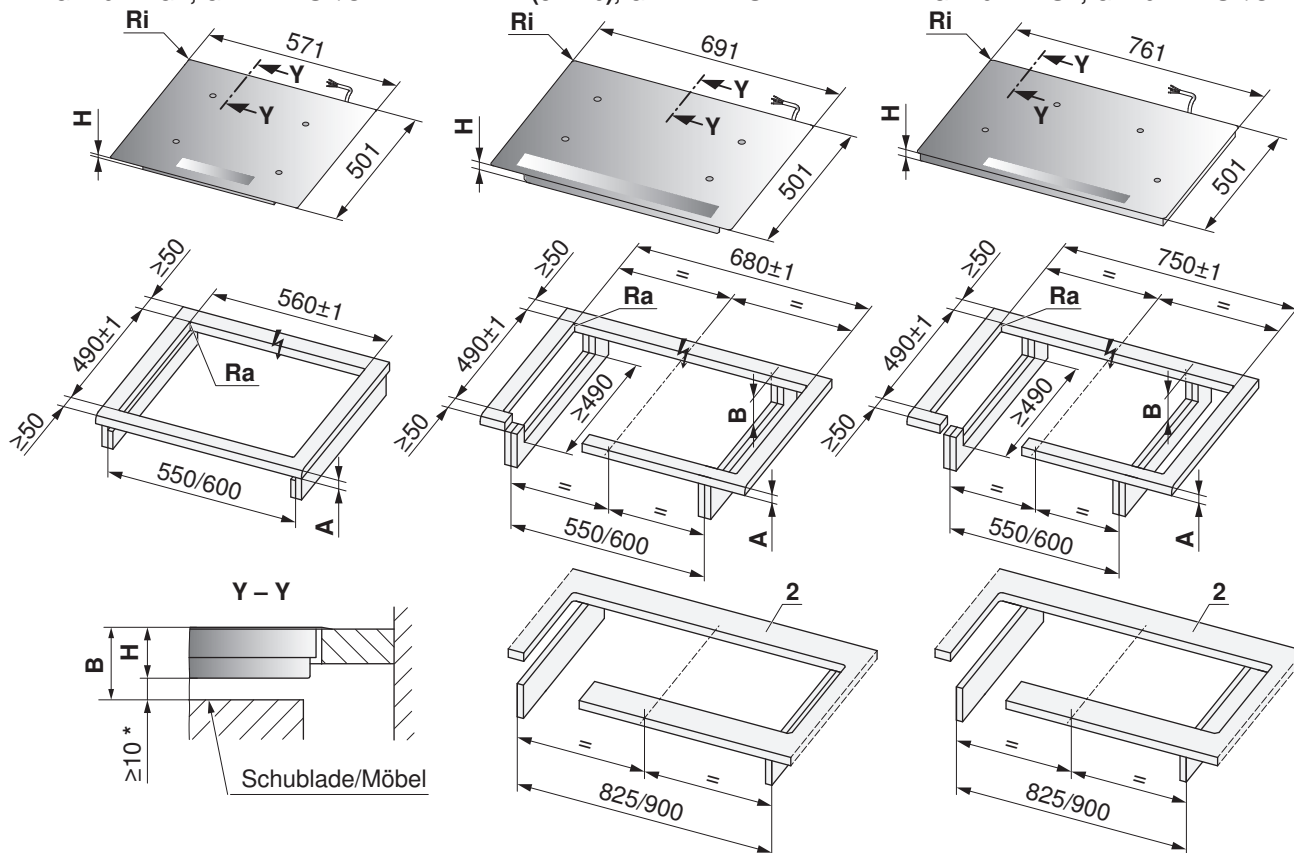 Ri
571
Y
Y
H
501
Ri
691
Y
Y
H
501
Ri
761
Y
Y
H
501
≥50
560±1
490±1
Ra
≥50
550/600
A
≥50
680±1
=
=
Ra
490±1
≥490
B
≥50
=
=
550/600
A
≥50
750±1
=
=
Ra
490±1
≥490
B
≥50
=
=
550/600
A
Y – Y
B
H
≥10 *
Schublade/Möbel
2
=
=
825/900
2
=
=
825/900